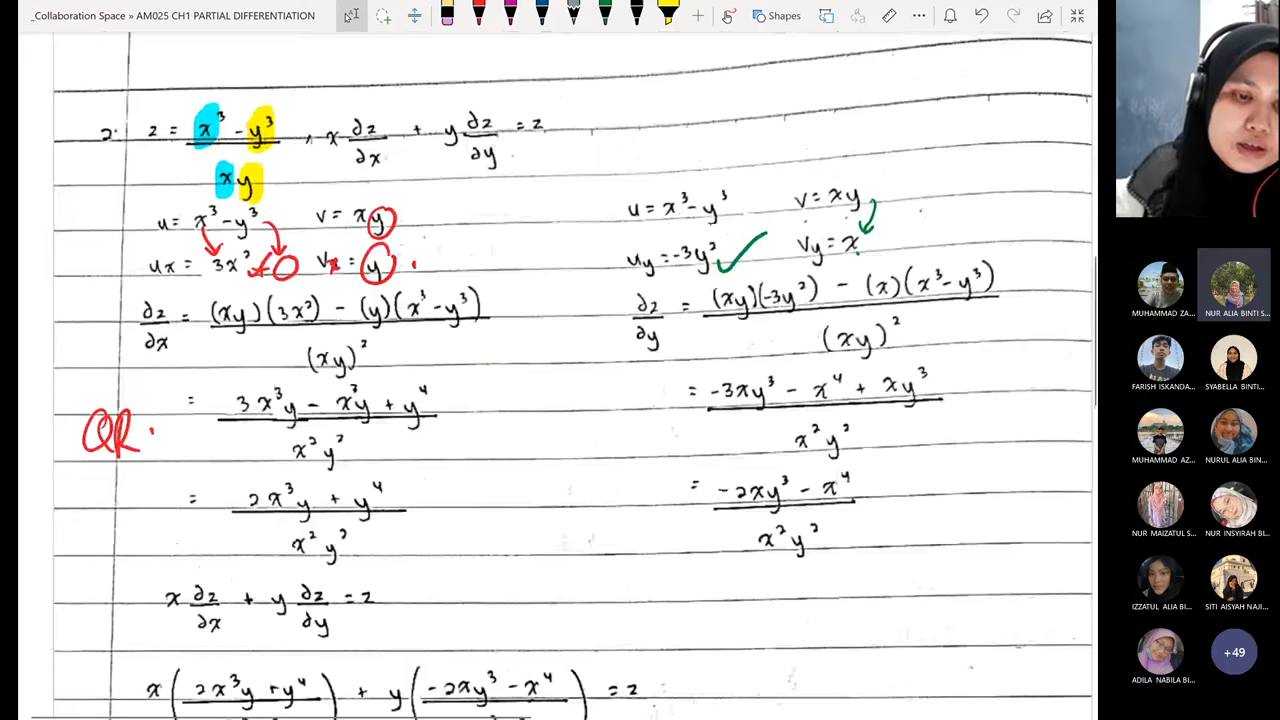 _Collaboration Space » AM025 CH1 PARTIAL DIFFERENTIATION
Shapes
2. z = x³ - y³ / xy , x ∂z/∂x + y ∂z/∂y = z
u = x³ - y³ v = xy
ux = 3x² - 0 vx = y
∂z/∂x = (xy)(3x²) - (y)(x³ - y³) / (xy)²
= 3x³y - x³y + y⁴ / x²y²
QR.
= 2x³y + y⁴ / x²y²
u = x³ - y³ v = xy
uy = -3y² ✓ vy = x
∂z/∂y = (xy)(-3y²) - (x)(x³ - y³) / (xy)²
= -3xy³ - x⁴ + xy³ / x²y²
= -2xy³ - x⁴ / x²y²
x ∂z/∂x + y ∂z/∂y = z
x ( 2x³y + y⁴ ) + y ( -2xy³ - x⁴ ) = z
MUHAMMAD ZA...
NUR ALIA BINTI S...
FARISH ISKANDA...
SYABELLA BINTI...
MUHAMMAD AZ...
NURUL ALIA BIN...
NUR MAIZATUL S...
NUR INSYIRAH BI...
IZZATUL ALIA BI...
SITI AISYAH NAJI...
ADILA NABILA BI...
+49